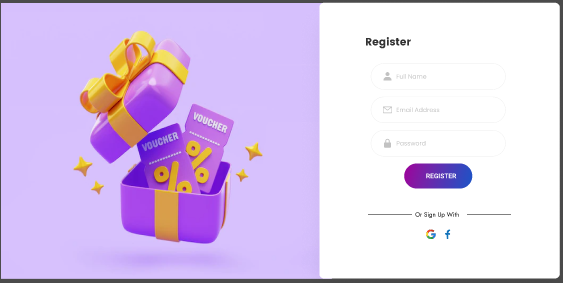 VOUCHER
VOUCHER
%
%
Register
Full Name
Email Address
Password
REGISTER
Or Sign Up With
G f